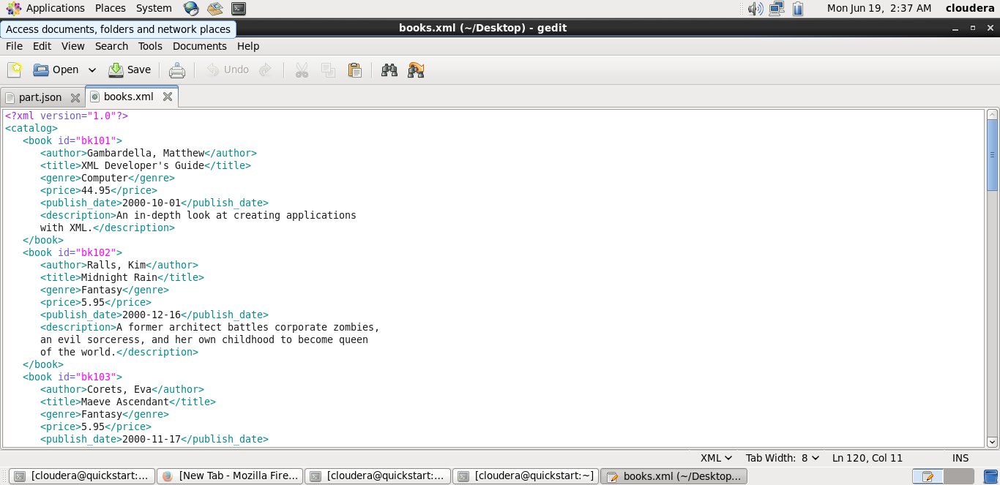 Applications Places System Mon Jun 19, 2:37 AM cloudera
Access documents, folders and network places
books.xml (~/Desktop) - gedit
File Edit View Search Tools Documents Help
Open Save Undo
part.json books.xml
<?xml version="1.0"?>
<catalog>
   <book id="bk101">
      <author>Gambardella, Matthew</author>
      <title>XML Developer's Guide</title>
      <genre>Computer</genre>
      <price>44.95</price>
      <publish_date>2000-10-01</publish_date>
      <description>An in-depth look at creating applications
      with XML.</description>
   </book>
   <book id="bk102">
      <author>Ralls, Kim</author>
      <title>Midnight Rain</title>
      <genre>Fantasy</genre>
      <price>5.95</price>
      <publish_date>2000-12-16</publish_date>
      <description>A former architect battles corporate zombies,
      an evil sorceress, and her own childhood to become queen
      of the world.</description>
   </book>
   <book id="bk103">
      <author>Corets, Eva</author>
      <title>Maeve Ascendant</title>
      <genre>Fantasy</genre>
      <price>5.95</price>
      <publish_date>2000-11-17</publish_date>
XML Tab Width: 8 Ln 120, Col 11 INS
[cloudera@quickstart:... [New Tab - Mozilla Fire... [cloudera@quickstart:... [cloudera@quickstart:~] books.xml (~/Desktop...